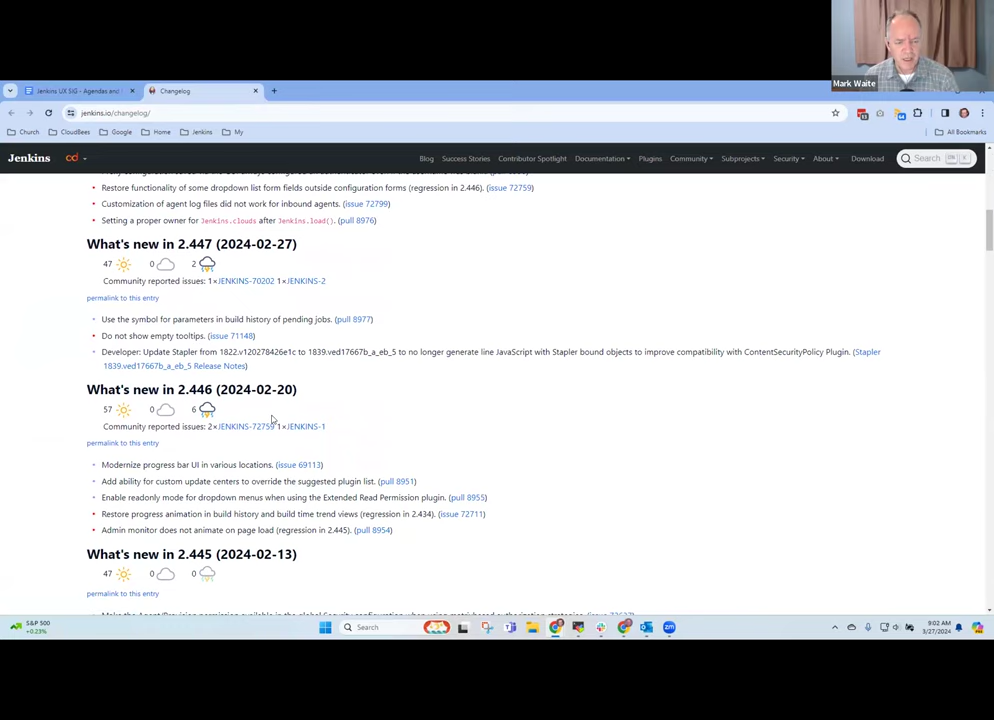 Mark Waite
Jenkins UX SIG - Agendas and
Changelog
jenkins.io/changelog/
Church
CloudBees
Google
Home
Jenkins
My
All Bookmarks
Jenkins
Blog
Success Stories
Contributor Spotlight
Documentation
Plugins
Community
Subprojects
Security
About
Download
Search
Restore functionality of some dropdown list form fields outside configuration forms (regression in 2.446). (issue 72759)
Customization of agent log files did not work for inbound agents. (issue 72799)
Setting a proper owner for Jenkins.clouds after Jenkins.load(). (pull 8976)
What's new in 2.447 (2024-02-27)
47 0 2
Community reported issues: 1×JENKINS-70202 1×JENKINS-2
permalink to this entry
Use the symbol for parameters in build history of pending jobs. (pull 8977)
Do not show empty tooltips. (issue 71148)
Developer: Update Stapler from 1822.v120278426e1c to 1839.ved17667b_a_eb_5 to no longer generate line JavaScript with Stapler bound objects to improve compatibility with ContentSecurityPolicy Plugin. (Stapler
1839.ved17667b_a_eb_5 Release Notes)
What's new in 2.446 (2024-02-20)
57 0 6
Community reported issues: 2×JENKINS-72759 1×JENKINS-1
permalink to this entry
Modernize progress bar UI in various locations. (issue 69113)
Add ability for custom update centers to override the suggested plugin list. (pull 8951)
Enable readonly mode for dropdown menus when using the Extended Read Permission plugin. (pull 8955)
Restore progress animation in build history and build time trend views (regression in 2.434). (issue 72711)
Admin monitor does not animate on page load (regression in 2.445). (pull 8954)
What's new in 2.445 (2024-02-13)
47 0 0
permalink to this entry
S&P 500
+0.23%
Search
9:02 AM
3/27/2024